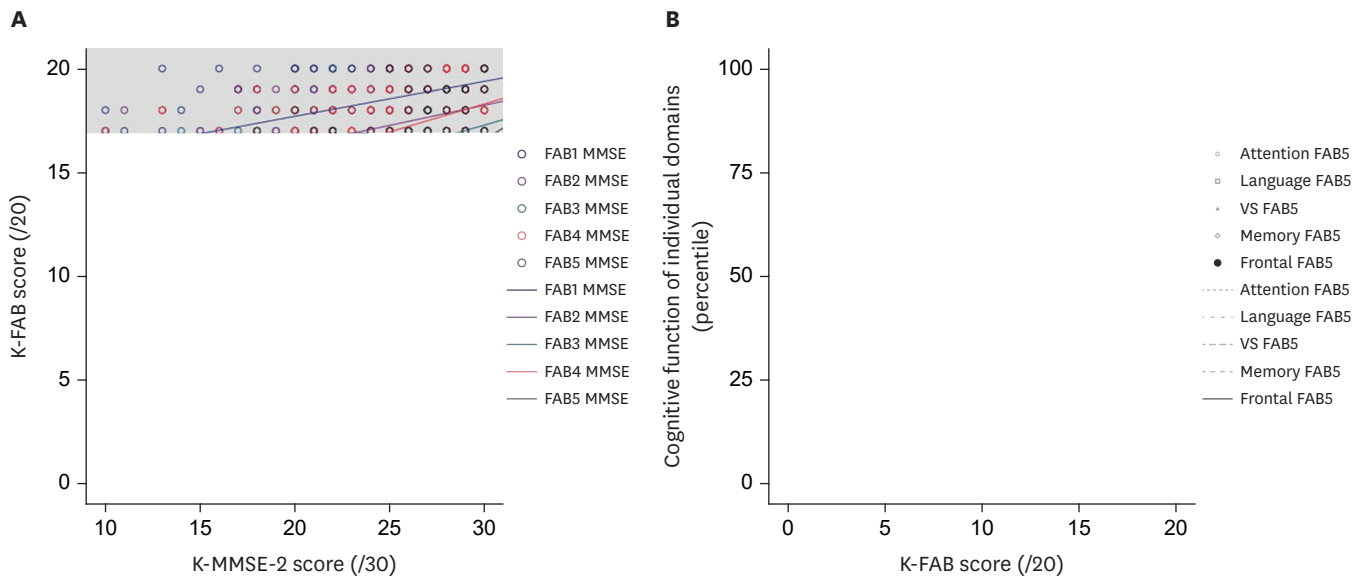 A
20
15
10
5
0
K-FAB score (/20)
10 15 20 25 30
K-MMSE-2 score (/30)
FAB1 MMSE
FAB2 MMSE
FAB3 MMSE
FAB4 MMSE
FAB5 MMSE
FAB1 MMSE
FAB2 MMSE
FAB3 MMSE
FAB4 MMSE
FAB5 MMSE
B
100
75
50
25
0
Cognitive function of individual domains
(percentile)
0 5 10 15 20
K-FAB score (/20)
Attention FAB5
Language FAB5
VS FAB5
Memory FAB5
Frontal FAB5
Attention FAB5
Language FAB5
VS FAB5
Memory FAB5
Frontal FAB5